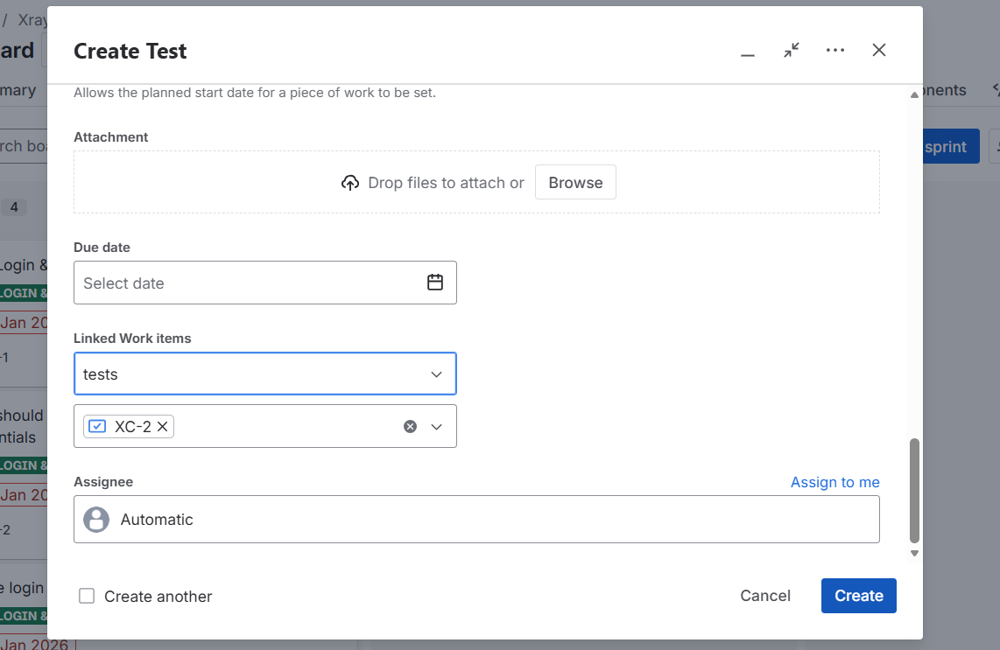 / Xray
Create Test
ard
mary
onents
Allows the planned start date for a piece of work to be set.
Attachment
rch boa
sprint
Drop files to attach or Browse
4
Due date
Login &
Select date
LOGIN &
Jan 20
Linked Work items
-1
tests
should
XC-2
ntials
LOGIN &
Assignee
Assign to me
Jan 20
Automatic
-2
e login
Create another
Cancel
Create
LOGIN &
Jan 2026